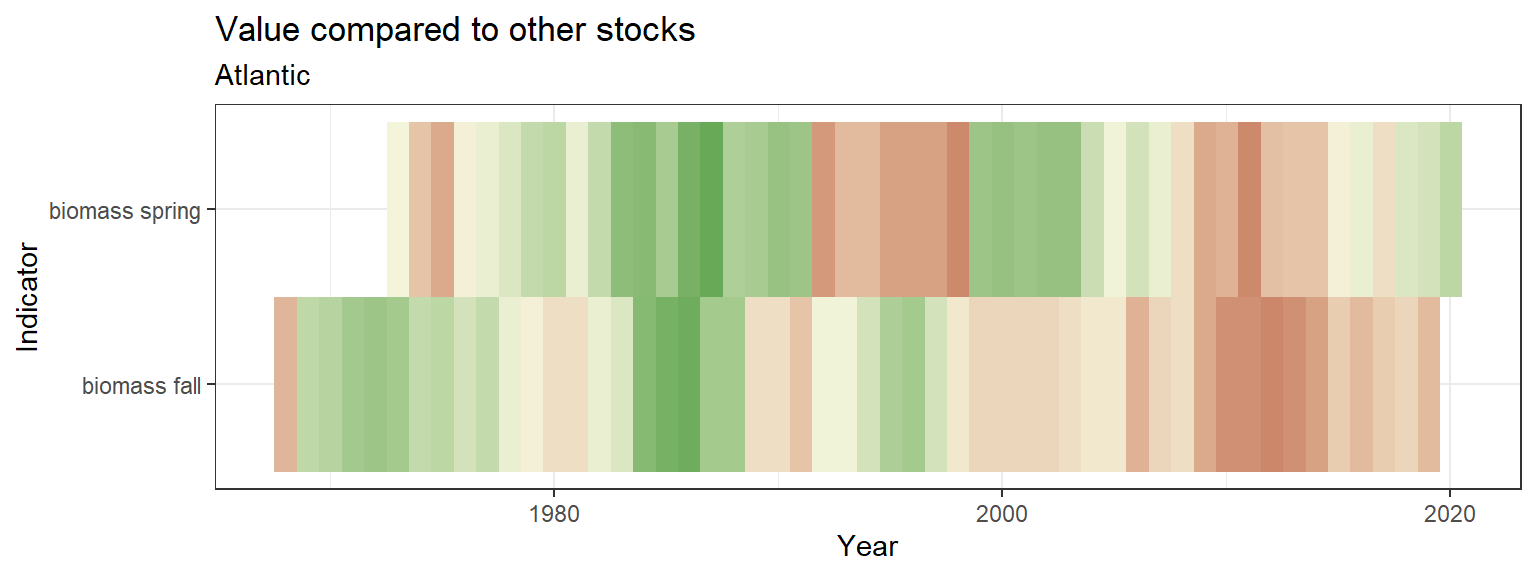 Value compared to other stocks
Atlantic
Indicator
biomass spring
biomass fall
1980
2000
2020
Year